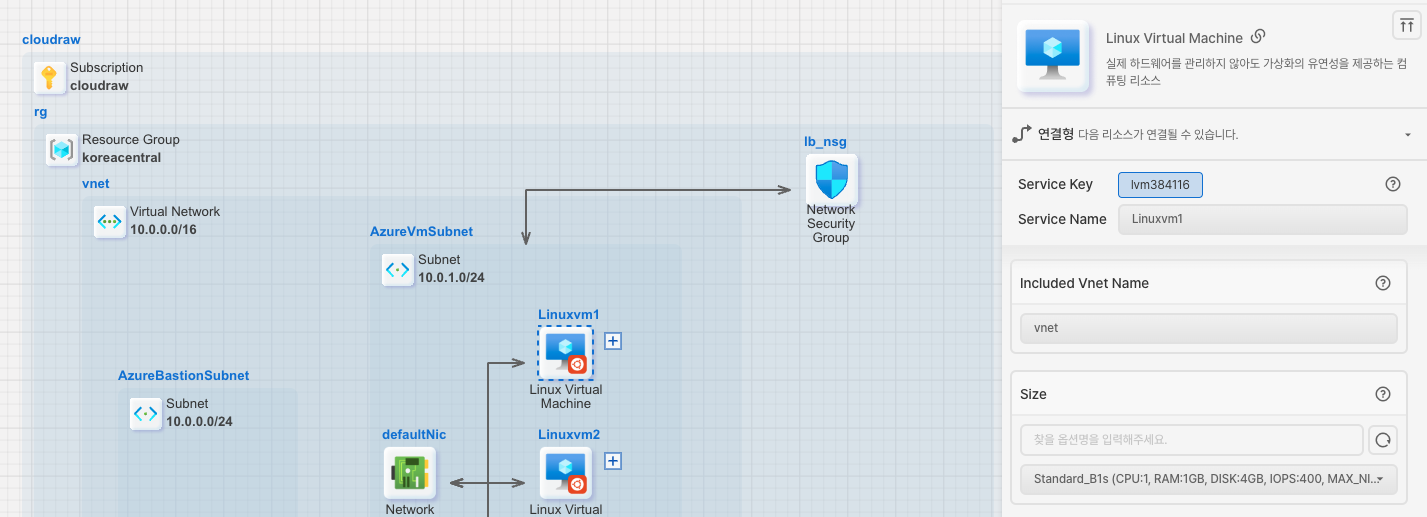 cloudraw
Subscription
cloudraw
rg
Resource Group
koreacentral
vnet
Virtual Network
10.0.0.0/16
lb_nsg
Network
Security
Group
AzureVmSubnet
Subnet
10.0.1.0/24
Linuxvm1
Linux Virtual
Machine
AzureBastionSubnet
Subnet
10.0.0.0/24
defaultNic
Network
Linuxvm2
Linux Virtual
Linux Virtual Machine
실제 하드웨어를 관리하지 않아도 가상화의 유연성을 제공하는 컴
퓨팅 리소스
연결형 다음 리소스가 연결될 수 있습니다.
Service Key lvm384116
Service Name Linuxvm1
Included Vnet Name
vnet
Size
찾을 옵션명을 입력해주세요.
Standard_B1s (CPU:1, RAM:1GB, DISK:4GB, IOPS:400, MAX_NI...